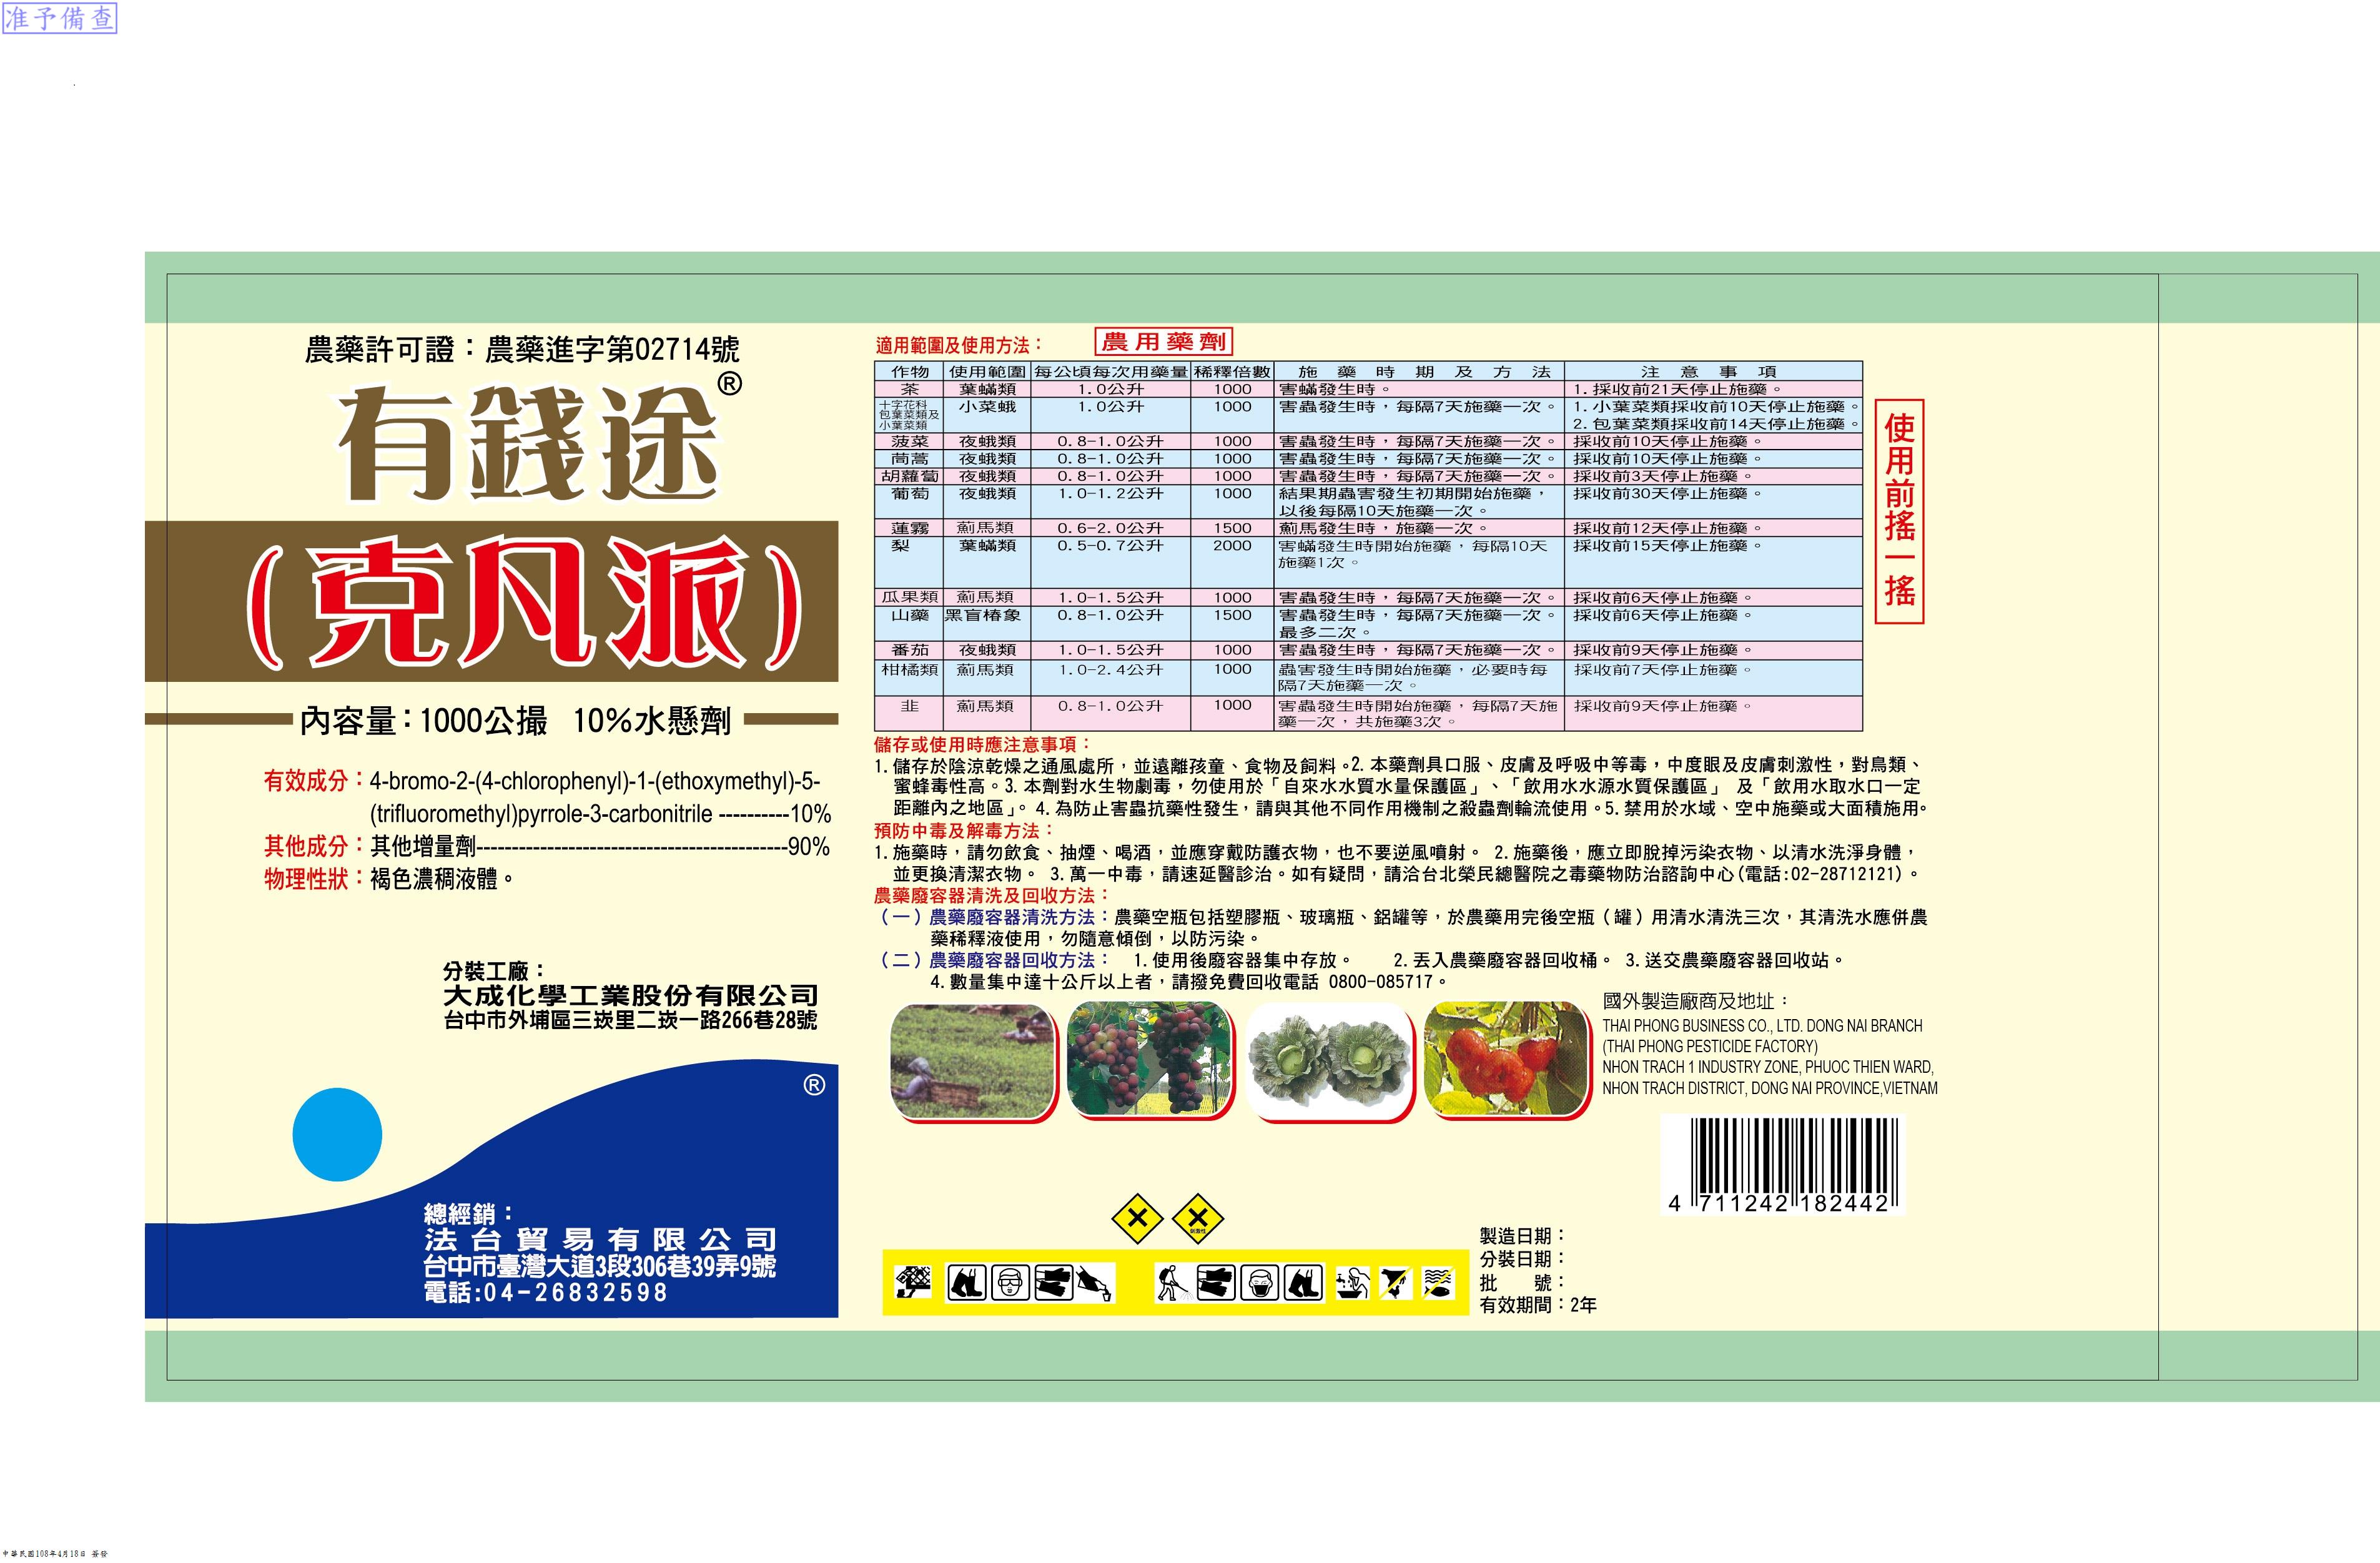 准予備查
農藥許可證：農藥進字第02714號
有錢途®
(克凡派)
內容量：1000公撮 10%水懸劑
有效成分：4-bromo-2-(4-chlorophenyl)-1-(ethoxymethyl)-5-
(trifluoromethyl)pyrrole-3-carbonitrile ----------10%
其他成分：其他增量劑--------------------------------------------90%
物理性狀：褐色濃稠液體。
分裝工廠：
大成化學工業股份有限公司
台中市外埔區三崁里二崁一路266巷28號
®
總經銷：
法台貿易有限公司
台中市臺灣大道3段306巷39弄9號
電話:04-26832598
適用範圍及使用方法：
農用藥劑
作物 使用範圍 每公頃每次用藥量 稀釋倍數 施藥時期及方法 注意事項
茶 葉蟎類 1.0公升 1000 害蟎發生時。 1.採收前21天停止施藥。
十字花科包葉菜類及小葉菜類 小菜蛾 1.0公升 1000 害蟲發生時，每隔7天施藥一次。 1.小葉菜類採收前10天停止施藥。
2.包葉菜類採收前14天停止施藥。
菠菜 夜蛾類 0.8-1.0公升 1000 害蟲發生時，每隔7天施藥一次。 採收前10天停止施藥。
茼蒿 夜蛾類 0.8-1.0公升 1000 害蟲發生時，每隔7天施藥一次。 採收前10天停止施藥。
胡蘿蔔 夜蛾類 0.8-1.0公升 1000 害蟲發生時，每隔7天施藥一次。 採收前3天停止施藥。
葡萄 夜蛾類 1.0-1.2公升 1000 結果期蟲害發生初期開始施藥， 採收前30天停止施藥。
以後每隔10天施藥一次。
蓮霧 薊馬類 0.6-2.0公升 1500 薊馬發生時，施藥一次。 採收前12天停止施藥。
梨 葉蟎類 0.5-0.7公升 2000 害蟎發生時開始施藥，每隔10天 採收前15天停止施藥。
施藥1次。
瓜果類 薊馬類 1.0-1.5公升 1000 害蟲發生時，每隔7天施藥一次。 採收前6天停止施藥。
山藥 黑盲椿象 0.8-1.0公升 1500 害蟲發生時，每隔7天施藥一次。 採收前6天停止施藥。
最多二次。
番茄 夜蛾類 1.0-1.5公升 1000 害蟲發生時，每隔7天施藥一次。 採收前9天停止施藥。
柑橘類 薊馬類 1.0-2.4公升 1000 蟲害發生時開始施藥，必要時每 採收前7天停止施藥。
隔7天施藥一次。
韭 薊馬類 0.8-1.0公升 1000 害蟲發生時開始施藥，每隔7天施 採收前9天停止施藥。
藥一次，共施藥3次。
使用前搖一搖
儲存或使用時應注意事項：
1.儲存於陰涼乾燥之通風處所，並遠離孩童、食物及飼料。2.本藥劑具口服、皮膚及呼吸中等毒，中度眼及皮膚刺激性，對鳥類、
蜜蜂毒性高。3.本劑對水生物劇毒，勿使用於「自來水水質水量保護區」、「飲用水水源水質保護區」 及「飲用水取水口一定
距離內之地區」。4.為防止害蟲抗藥性發生，請與其他不同作用機制之殺蟲劑輪流使用。5.禁用於水域、空中施藥或大面積施用。
預防中毒及解毒方法：
1.施藥時，請勿飲食、抽煙、喝酒，並應穿戴防護衣物，也不要逆風噴射。 2.施藥後，應立即脫掉污染衣物、以清水洗淨身體，
並更換清潔衣物。 3.萬一中毒，請速延醫診治。如有疑問，請洽台北榮民總醫院之毒藥物防治諮詢中心(電話:02-28712121)。
農藥廢容器清洗及回收方法：
（一）農藥廢容器清洗方法：農藥空瓶包括塑膠瓶、玻璃瓶、鋁罐等，於農藥用完後空瓶（罐）用清水清洗三次，其清洗水應併農
藥稀釋液使用，勿隨意傾倒，以防污染。
（二）農藥廢容器回收方法： 1.使用後廢容器集中存放。 2.丟入農藥廢容器回收桶。 3.送交農藥廢容器回收站。
4.數量集中達十公斤以上者，請撥免費回收電話 0800-085717。
國外製造廠商及地址：
THAI PHONG BUSINESS CO., LTD. DONG NAI BRANCH
(THAI PHONG PESTICIDE FACTORY)
NHON TRACH 1 INDUSTRY ZONE, PHUOC THIEN WARD,
NHON TRACH DISTRICT, DONG NAI PROVINCE,VIETNAM
4 711242 182442
刺激性
製造日期：
分裝日期：
批 號：
有效期間：2年
中華民國108年4月18日 簽發